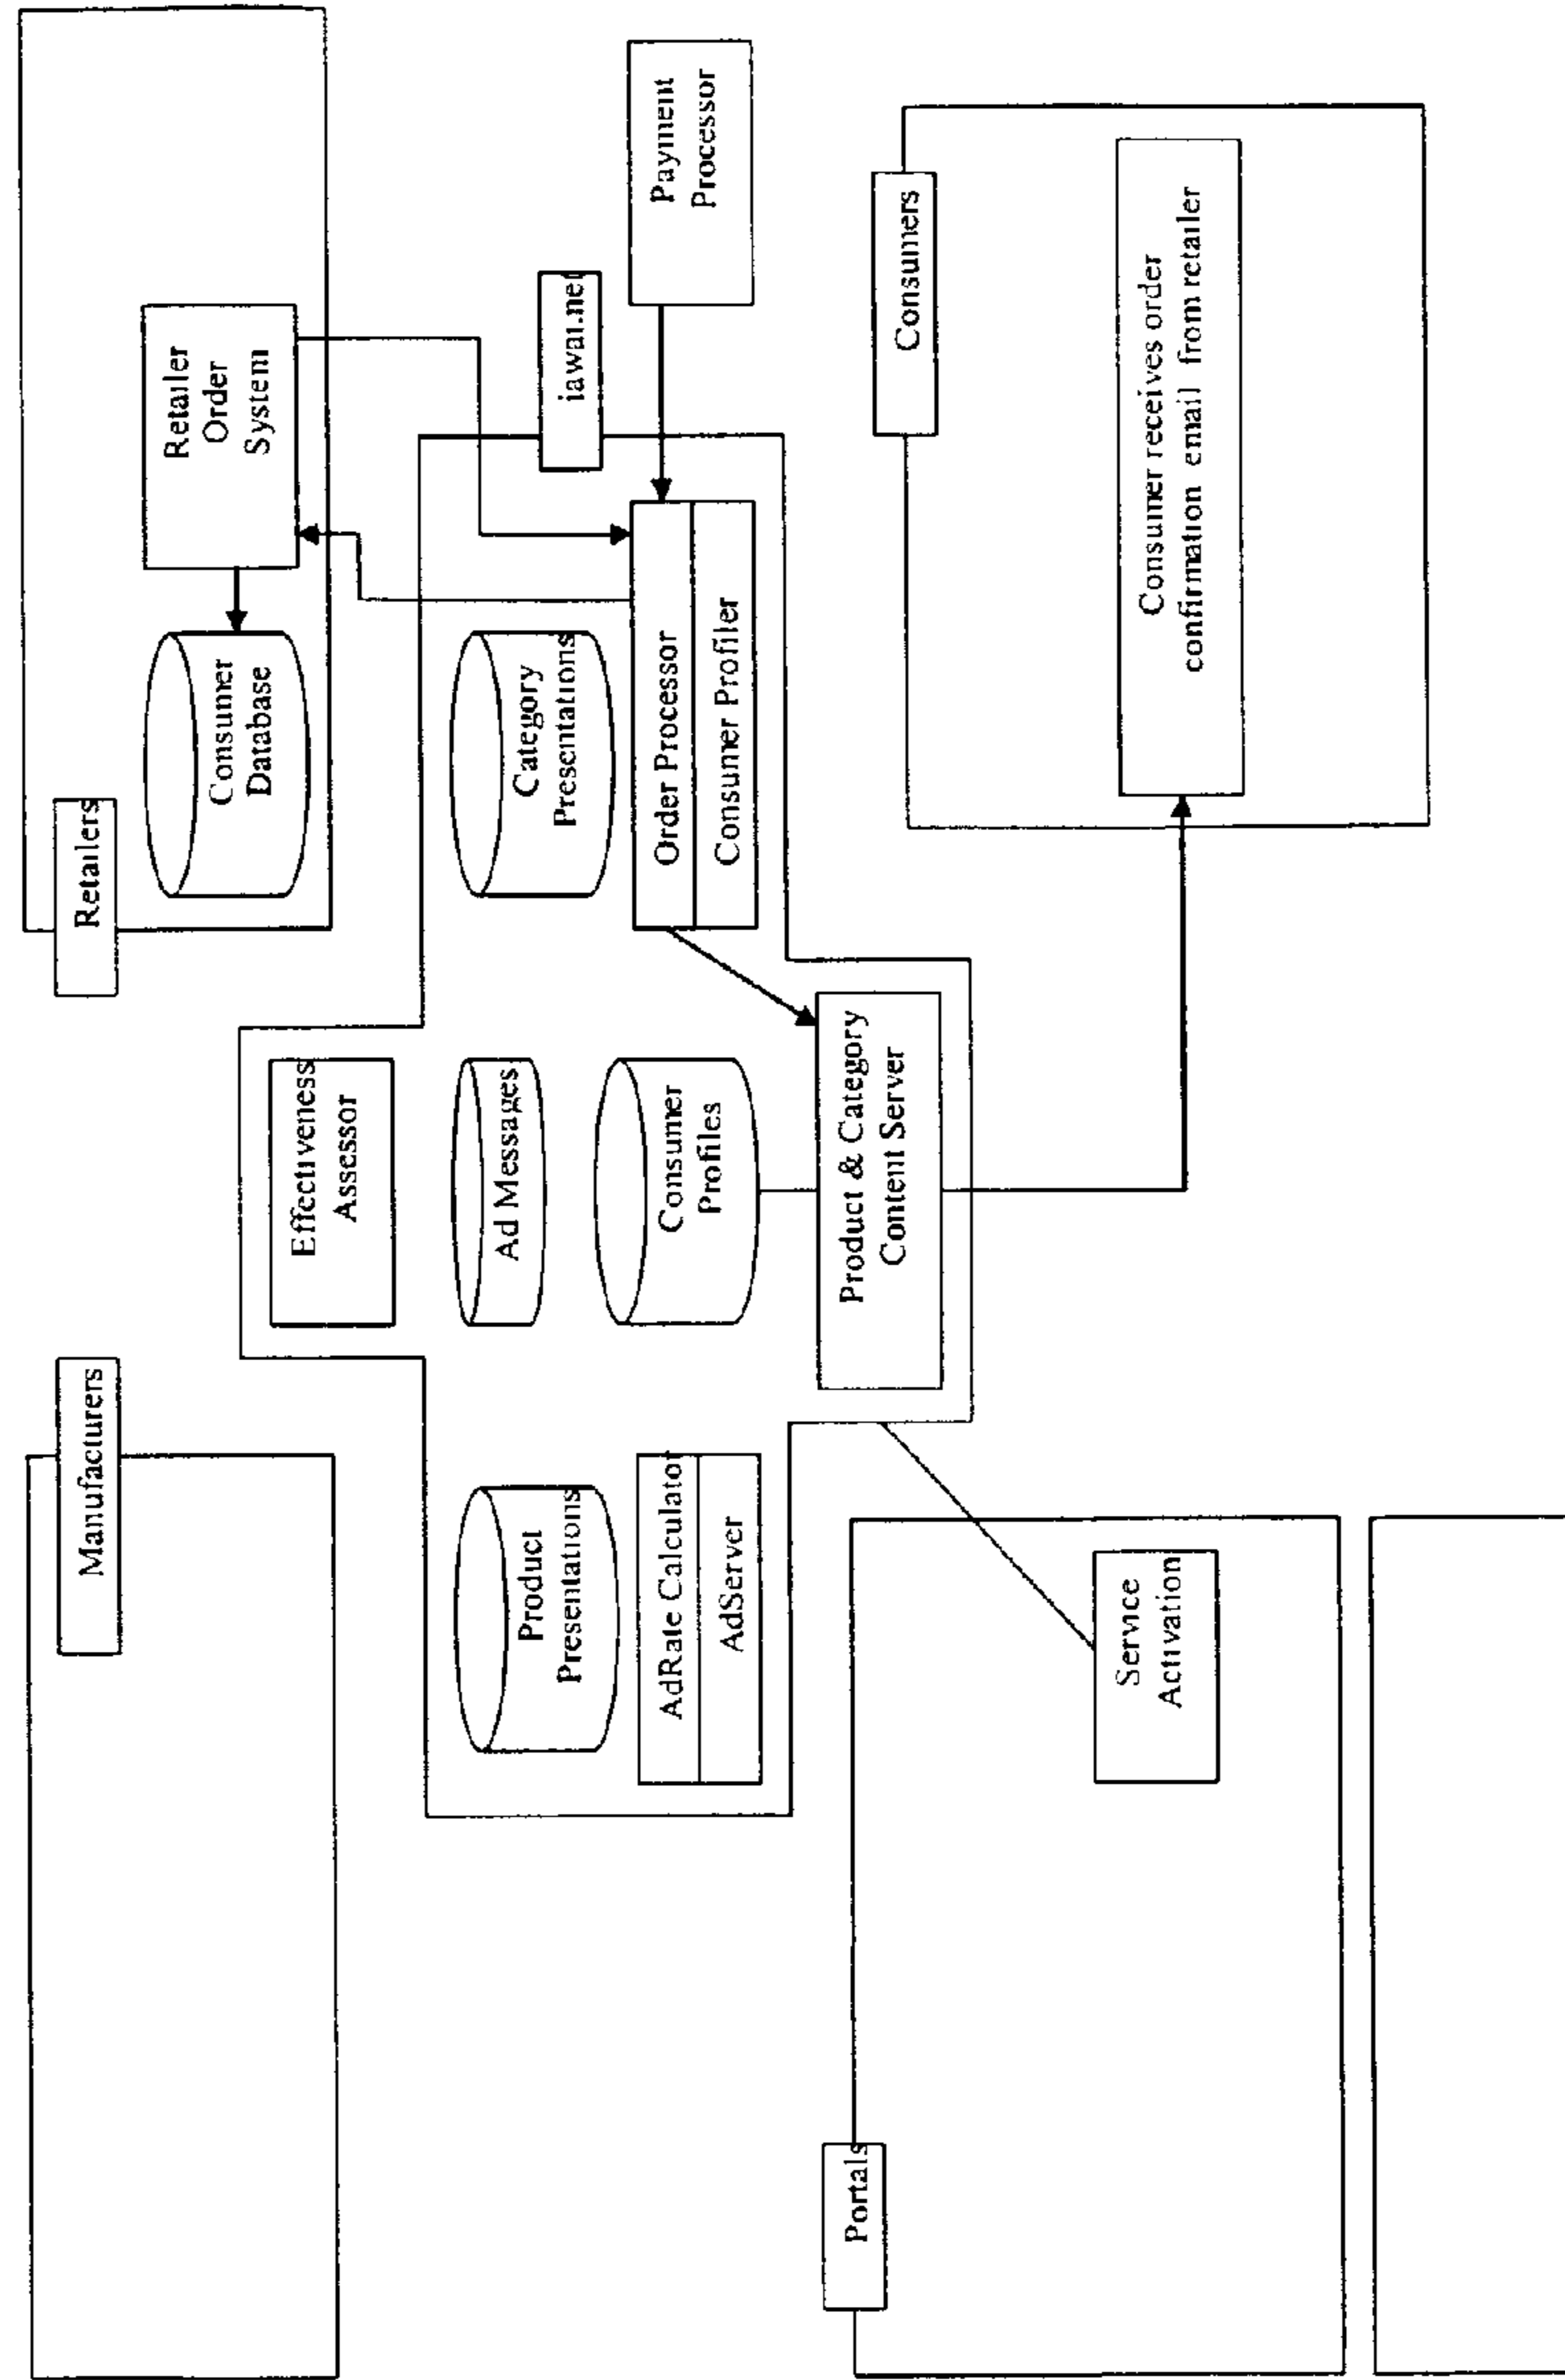 Manufacturers
Retailers
Consumer
Database
Retailer
Order
System
Effectiveness
Assessor
Product
Presentations
Ad Messages
Category
Presentations
AdRate Calculator
AdServer
Consumer
Profiles
Order Processor
Consumer Profiler
Payment
Processor
Portals
Product & Category
Content Server
Consumers
Service
Activation
Consumer receives order
confirmation email from retailer